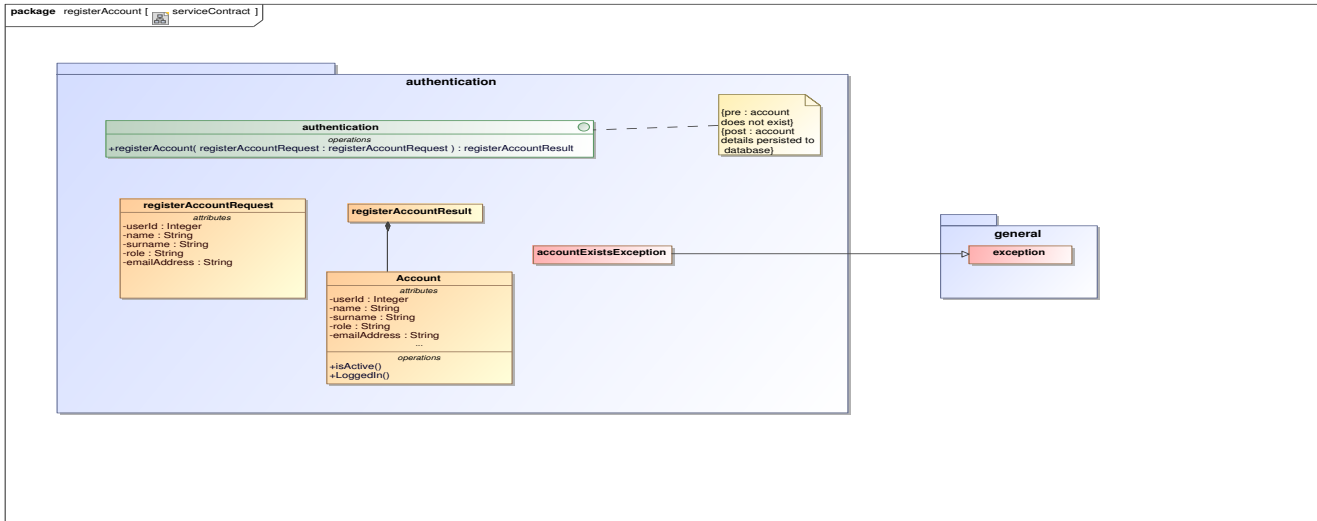 package registerAccount [ serviceContract ]
authentication
authentication
operations
+registerAccount( registerAccountRequest : registerAccountRequest ) : registerAccountResult
{pre : account
does not exist}
{post : account
details persisted to
database}
registerAccountRequest
attributes
-userId : Integer
-name : String
-surname : String
-role : String
-emailAddress : String
registerAccountResult
Account
attributes
-userId : Integer
-name : String
-surname : String
-role : String
-emailAddress : String
...
operations
+isActive()
+LoggedIn()
accountExistsException
general
exception